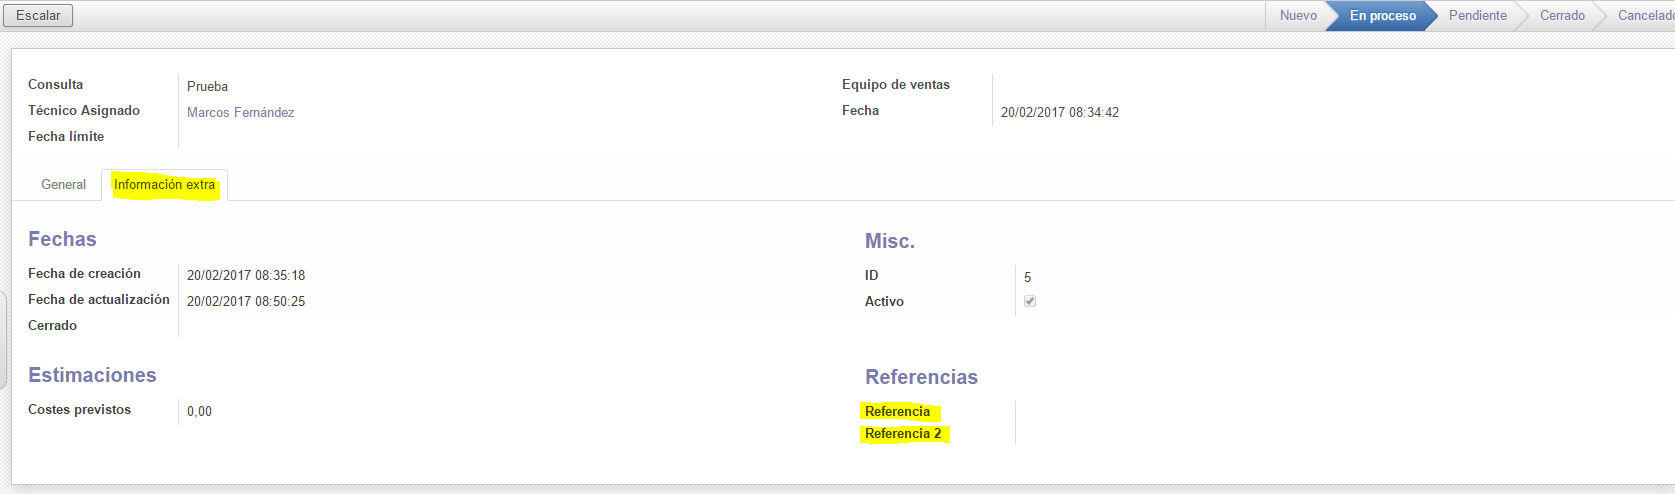 Escalar
Nuevo En proceso Pendiente Cerrado Cancelado
Consulta Prueba Equipo de ventas
Técnico Asignado Marcos Fernández Fecha 20/02/2017 08:34:42
Fecha límite
General Información extra
Fechas Misc.
Fecha de creación 20/02/2017 08:35:18 ID 5
Fecha de actualización 20/02/2017 08:50:25 Activo
Cerrado
Estimaciones Referencias
Costes previstos 0,00 Referencia
Referencia 2